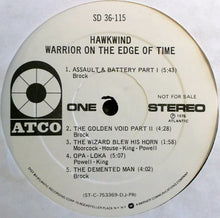 SD 36-115
HAWKWIND
WARRIOR ON THE EDGE OF TIME
1. ASSAULT & BATTERY PART I (5:43)
Brock
NOT FOR SALE
ATCO
ONE
STEREO
℗ 1975
ATLANTIC
2. THE GOLDEN VOID PART II (4:28)
Brock
3. THE WIZARD BLEW HIS HORN (1:59)
Moorcock-House-King-Powell
4. OPA-LOKA (5:07)
Powell-King
5. THE DEMENTED MAN (4:11)
Brock
(ST-C-753369-DJ-PR)